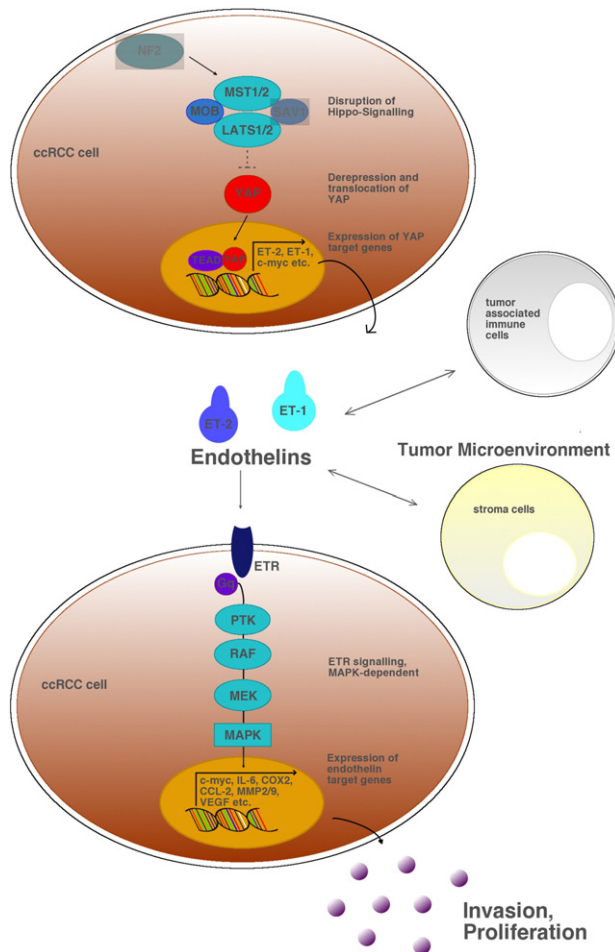 NF2
MST1/2
MOB
SAV1
LATS1/2
Disruption of
Hippo-Signalling
ccRCC cell
YAP
Derepression and
translocation of
YAP
Expression of YAP
target genes
TEAD
YAP
ET-2, ET-1,
c-myc etc.
tumor
associated
immune
cells
ET-2
ET-1
Endothelins
Tumor Microenvironment
stroma cells
ETR
Gq
PTK
RAF
MEK
MAPK
ccRCC cell
ETR signalling,
MAPK-dependent
Expression of
endothelin
target genes
c-myc, IL-6, COX2,
CCL-2, MMP2/9,
VEGF etc.
Invasion,
Proliferation